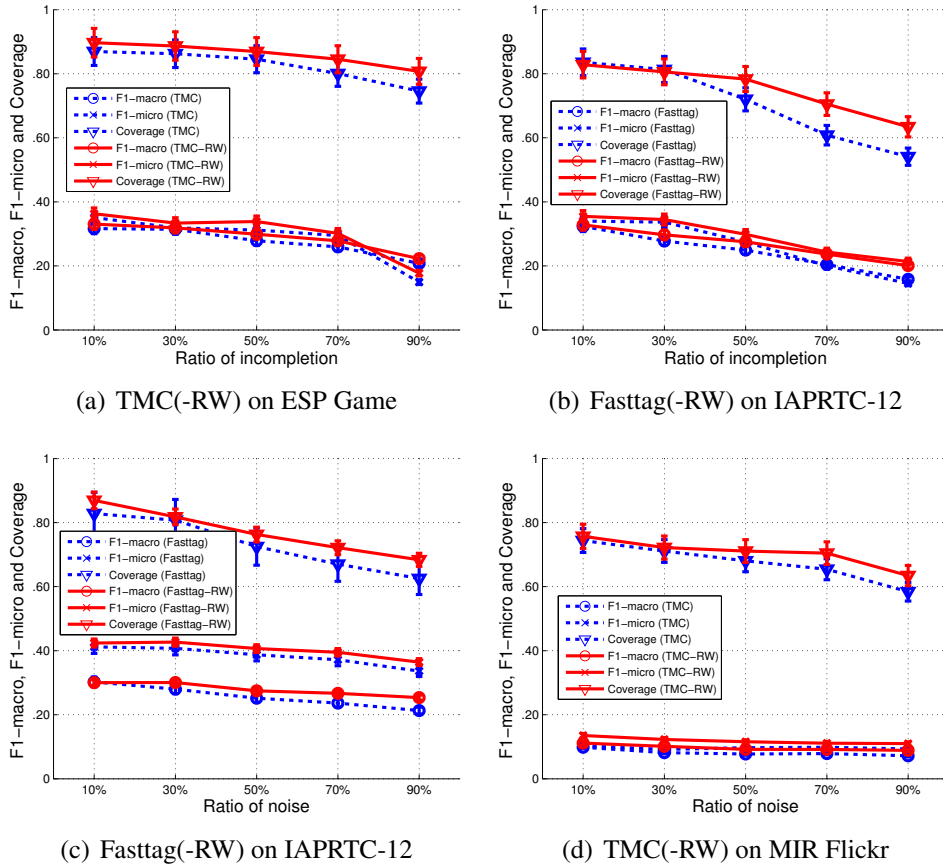 F1−macro, F1−micro and Coverage
1
.80
.60
.40
.20
0
F1−macro (TMC)
F1−micro (TMC)
Coverage (TMC)
F1−macro (TMC−RW)
F1−micro (TMC−RW)
Coverage (TMC−RW)
10% 30% 50% 70% 90%
Ratio of incompletion
(a) TMC(-RW) on ESP Game
F1−macro, F1−micro and Coverage
1
.80
.60
.40
.20
0
F1−macro (Fasttag)
F1−micro (Fasttag)
Coverage (Fasttag)
F1−macro (Fasttag−RW)
F1−micro (Fasttag−RW)
Coverage (Fasttag−RW)
10% 30% 50% 70% 90%
Ratio of incompletion
(b) Fasttag(-RW) on IAPRTC-12
F1−macro, F1−micro and Coverage
1
.80
.60
.40
.20
0
F1−macro (Fasttag)
F1−micro (Fasttag)
Coverage (Fasttag)
F1−macro (Fasttag−RW)
F1−micro (Fasttag−RW)
Coverage (Fasttag−RW)
10% 30% 50% 70% 90%
Ratio of noise
(c) Fasttag(-RW) on IAPRTC-12
F1−macro, F1−micro and Coverage
1
.80
.60
.40
.20
0
F1−macro (TMC)
F1−micro (TMC)
Coverage (TMC)
F1−macro (TMC−RW)
F1−micro (TMC−RW)
Coverage (TMC−RW)
10% 30% 50% 70% 90%
Ratio of noise
(d) TMC(-RW) on MIR Flickr